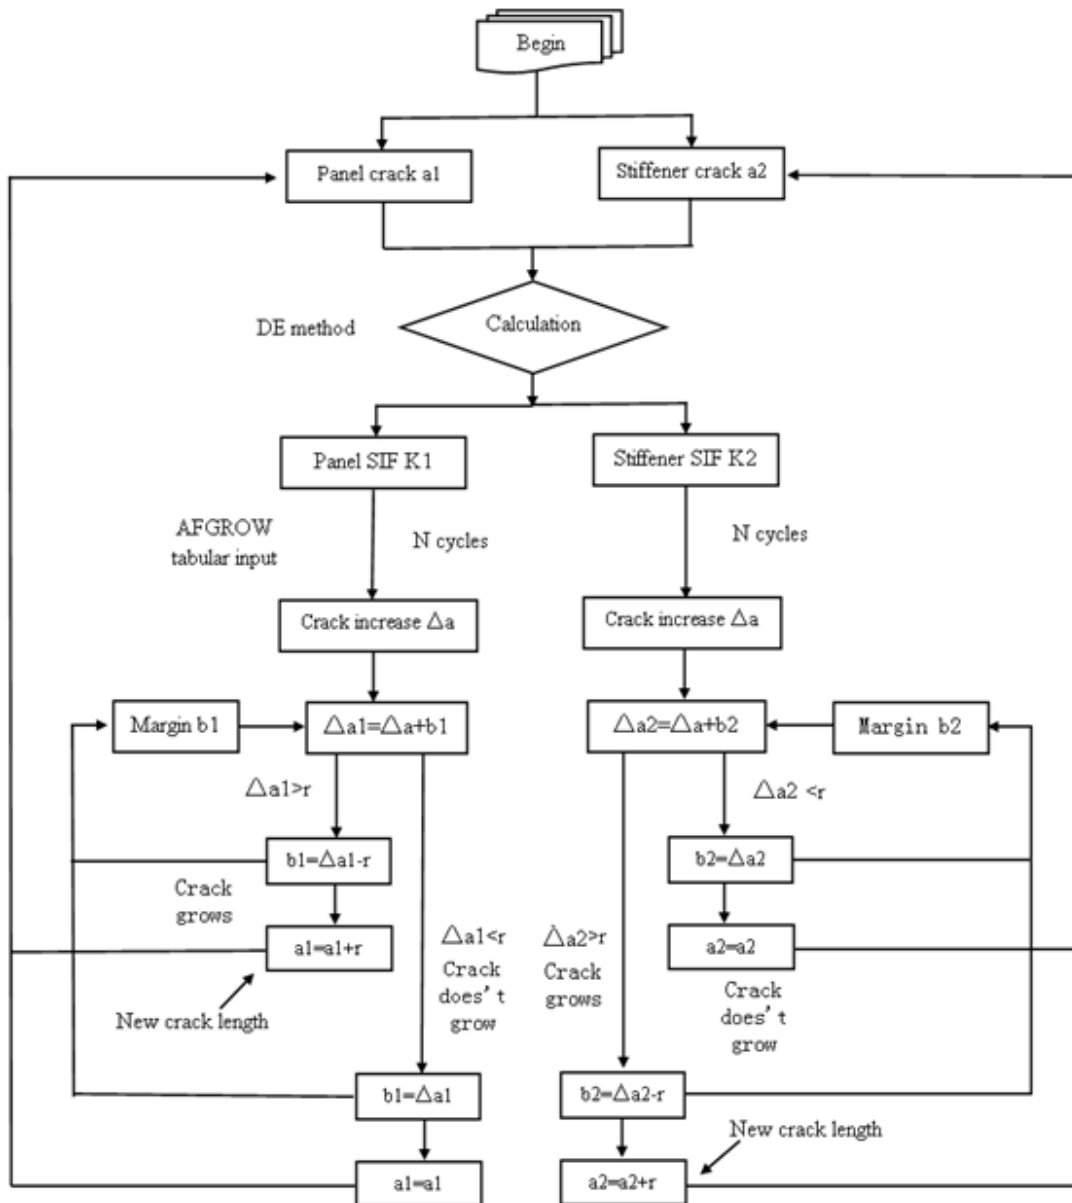 Begin
Panel crack a1
Stiffener crack a2
DE method
Calculation
Panel SIF K1
Stiffener SIF K2
AFGROW
tabular input
N cycles
N cycles
Crack increase △a
Crack increase △a
Margin b1
△a1=△a+b1
△a2=△a+b2
Margin b2
△a1>r
△a2 <r
b1=△a1-r
b2=△a2
Crack
grows
a1=a1+r
△a1<r
Crack
does't
grow
△a2>r
Crack
grows
a2=a2
Crack
does't
grow
New crack length
b1=△a1
b2=△a2-r
New crack length
a1=a1
a2=a2+r